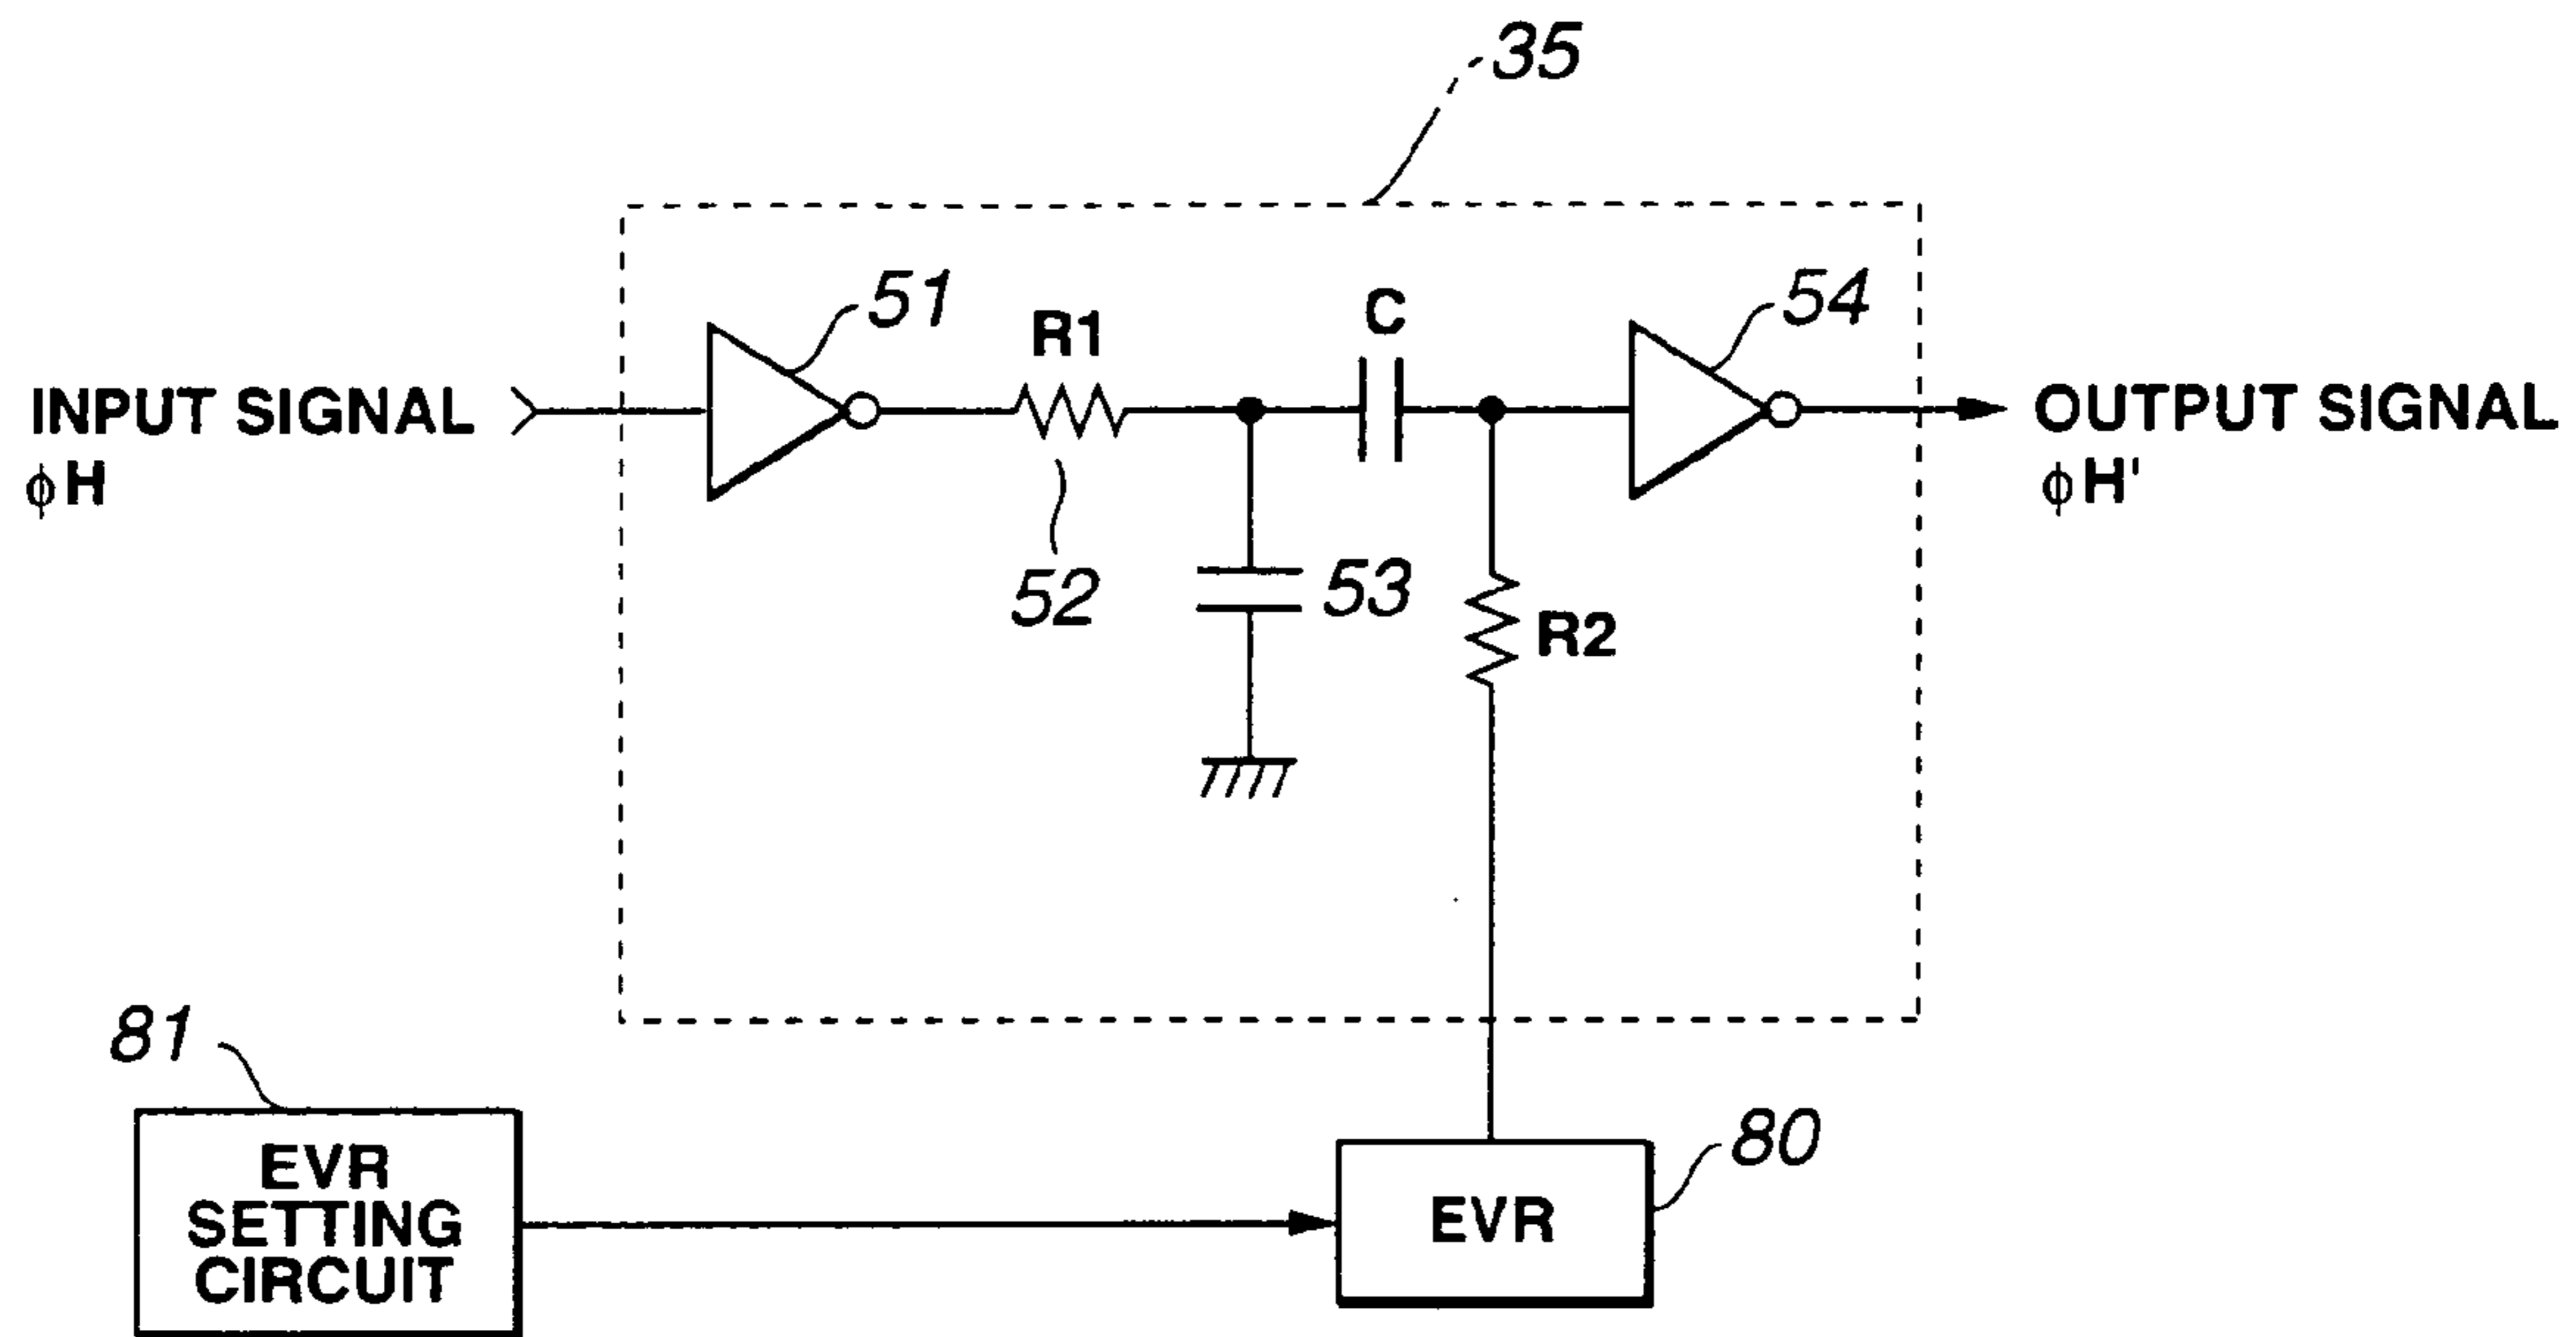 35
51
R1
C
54
INPUT SIGNAL
φH
OUTPUT SIGNAL
φH'
52
53
R2
81
80
EVR
SETTING
CIRCUIT
EVR